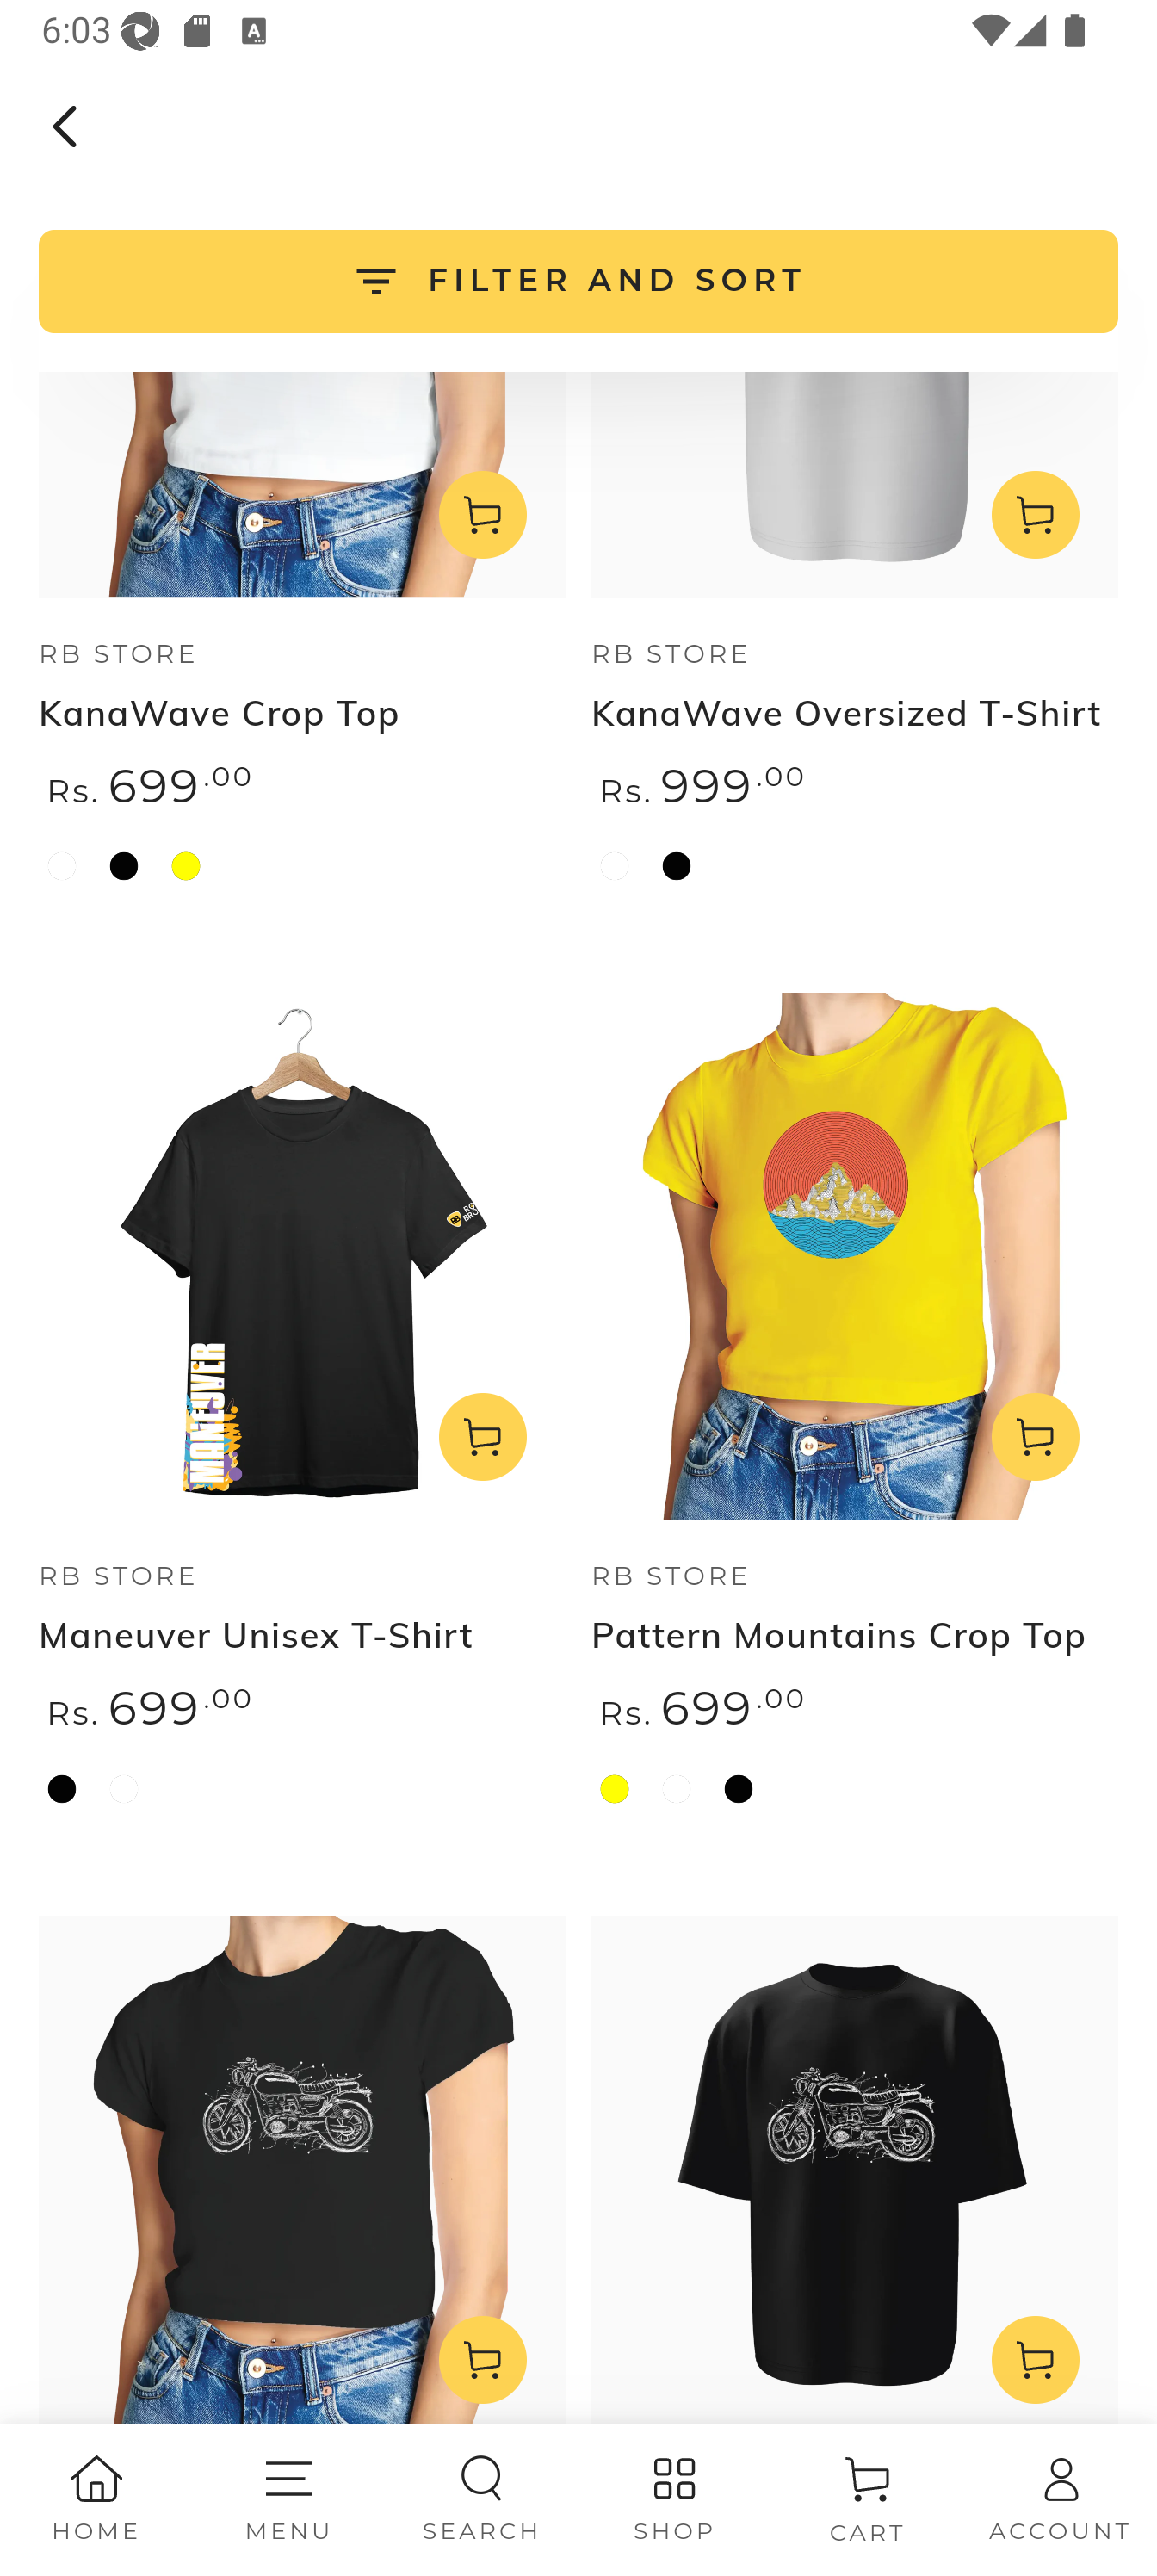 6:03
FILTER AND SORT
RB STORE
KanaWave Crop Top
Rs. 699.00
RB STORE
KanaWave Oversized T-Shirt
Rs. 999.00
MANEUVER
RB STORE
Maneuver Unisex T-Shirt
Rs. 699.00
RB STORE
Pattern Mountains Crop Top
Rs. 699.00
HOME
MENU
SEARCH
SHOP
CART
ACCOUNT